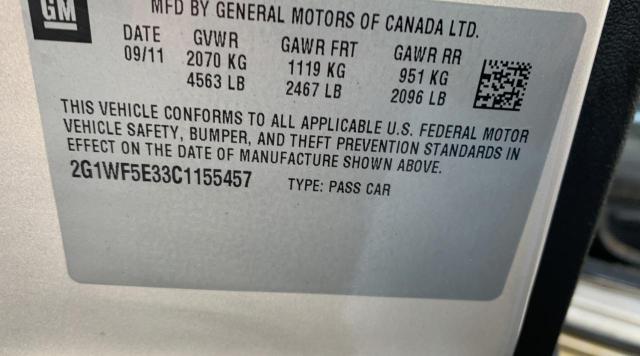 GM
MFD BY GENERAL MOTORS OF CANADA LTD.
DATE GVWR GAWR FRT GAWR RR
09/11 2070 KG 1119 KG 951 KG
4563 LB 2467 LB 2096 LB
THIS VEHICLE CONFORMS TO ALL APPLICABLE U.S. FEDERAL MOTOR
VEHICLE SAFETY, BUMPER, AND THEFT PREVENTION STANDARDS IN
EFFECT ON THE DATE OF MANUFACTURE SHOWN ABOVE.
2G1WF5E33C1155457 TYPE: PASS CAR